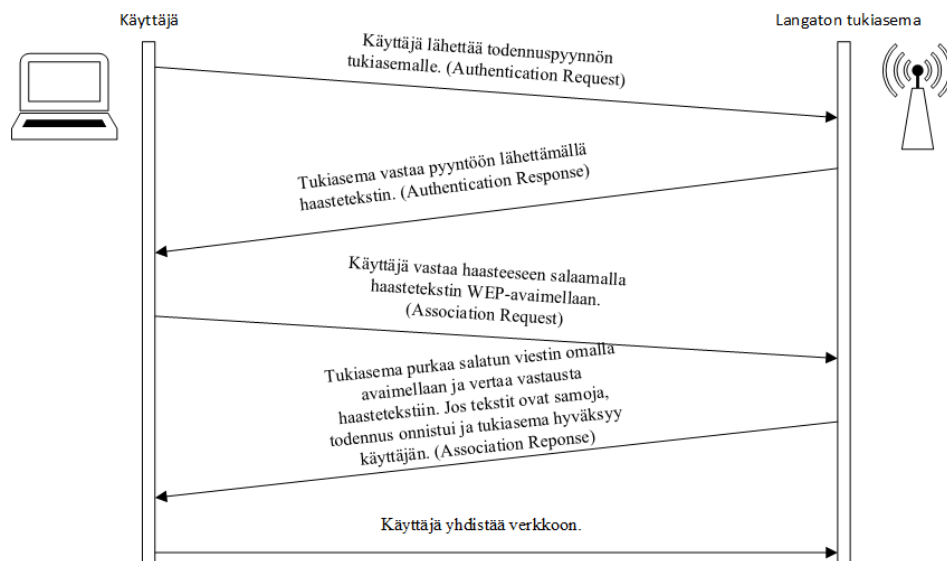 Käyttäjä
Langaton tukiasema
Käyttäjä lähettää todennuspyynnön
tukiasemalle. (Authentication Request)
Tukiasema vastaa pyyntöön lähettämällä
haastetekstin. (Authentication Response)
Käyttäjä vastaa haasteeseen salaamalla
haastetekstin WEP-avaimellaan.
(Association Request)
Tukiasema purkaa salatun viestin omalla
avaimellaan ja vertaa vastausta
haastetekstiin. Jos tekstit ovat samoja,
todennus onnistui ja tukiasema hyväksyy
käyttäjän. (Association Reponse)
Käyttäjä yhdistää verkkoon.